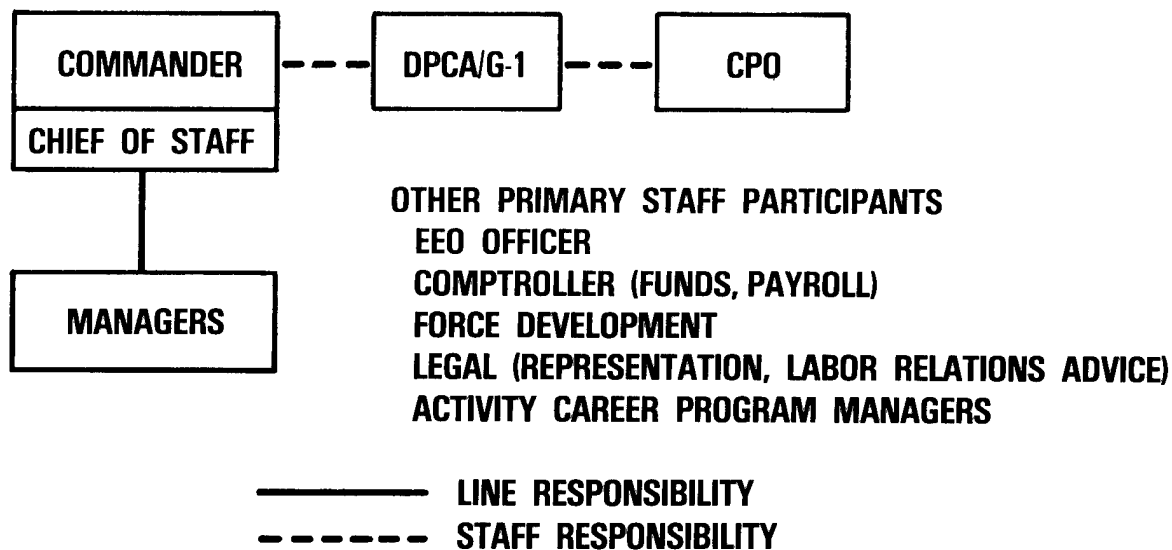 COMMANDER
DPCA/G-1
CPO
CHIEF OF STAFF
MANAGERS
OTHER PRIMARY STAFF PARTICIPANTS
EEO OFFICER
COMPTROLLER (FUNDS, PAYROLL)
FORCE DEVELOPMENT
LEGAL (REPRESENTATION, LABOR RELATIONS ADVICE)
ACTIVITY CAREER PROGRAM MANAGERS
LINE RESPONSIBILITY
STAFF RESPONSIBILITY